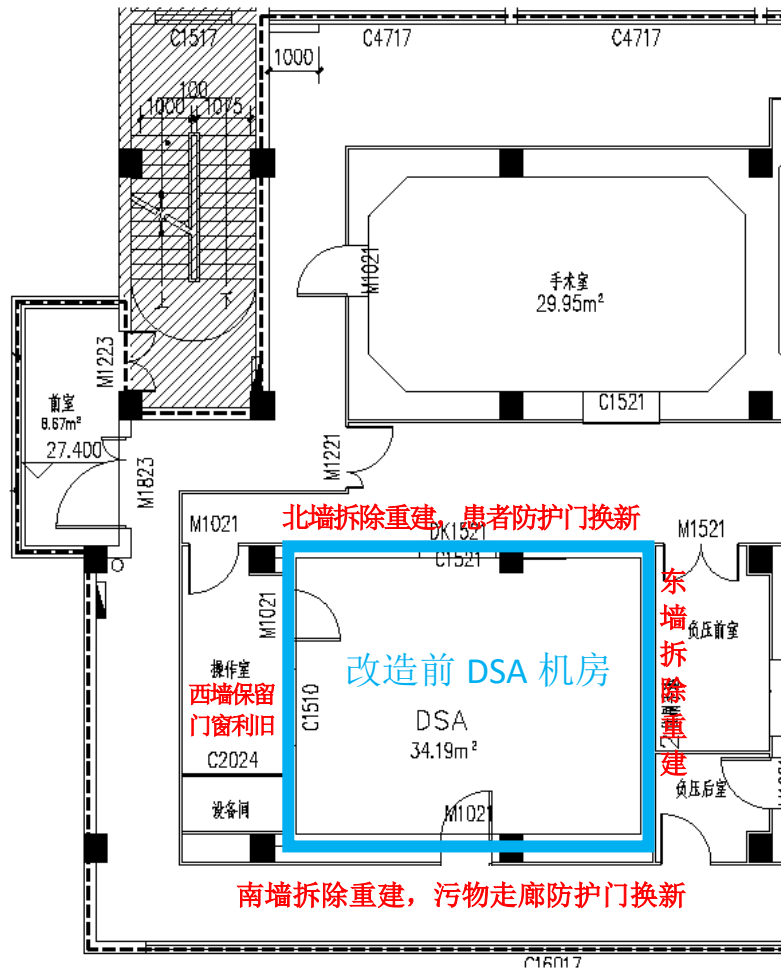 C1517
C4717
C4717
1000
100
1000
1075
M1021
手术室
29.95m²
M1223
前室
8.67m²
27.400
C1521
M1221
M1823
M1021
北墙拆除重建，患者防护门换新
DK1521
C1521
M1521
M1021
东墙拆除重建
负压前室
操作室
西墙保留
门窗利旧
C1510
改造前 DSA 机房
DSA
34.19m²
C2024
设备间
M1021
负压后室
南墙拆除重建，污物走廊防护门换新
C16017